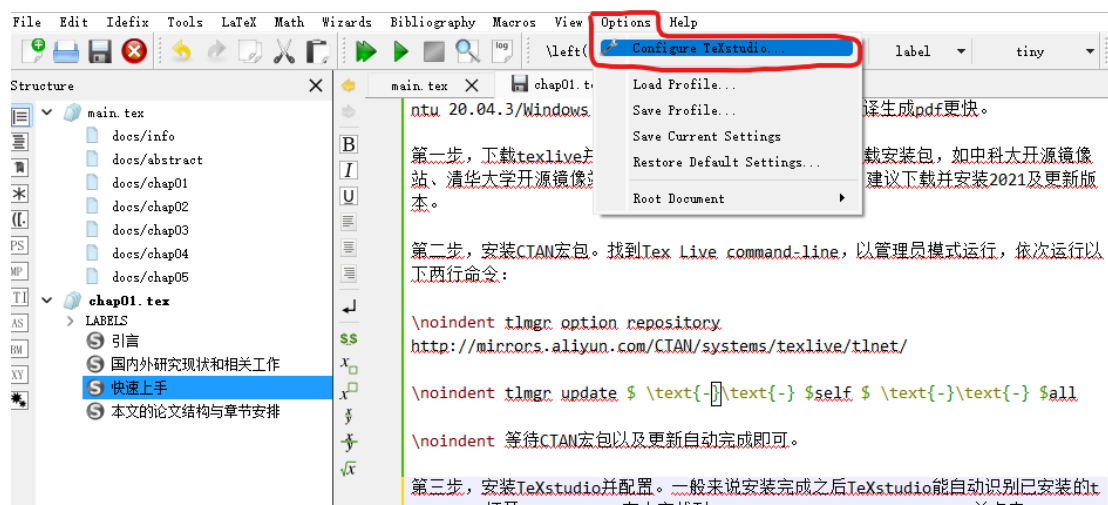 File Edit Idefix Tools LaTeX Math Wizards Bibliography Macros View Options Help
log \left( label tiny
Configure TeXstudio...
Load Profile...
Save Profile...
Save Current Settings
Restore Default Settings...
Root Document
Structure
main.tex
docs/info
docs/abstract
docs/chap01
docs/chap02
docs/chap03
docs/chap04
docs/chap05
chap01.tex
LABELS
引言
国内外研究现状和相关工作
快速上手
本文的论文结构与章节安排
PS
MP
TI
AS
BM
XY
B
I
U
$$
main.tex chap01.t
ntu 20.04.3/Windows 译生成pdf更快。
第一步，下载texlive并 载安装包，如中科大开源镜像
站、清华大学开源镜像站 建议下载并安装2021及更新版
本。
第二步，安装CTAN宏包。找到Tex Live command-line，以管理员模式运行，依次运行以
下两行命令：
\noindent tlmgr option repository
http://mirrors.aliyun.com/CTAN/systems/texlive/tlnet/
\noindent tlmgr update $ \text{-}\text{-} $self $ \text{-}\text{-} $all
\noindent 等待CTAN宏包以及更新自动完成即可。
第三步，安装TeXstudio并配置。一般来说安装完成之后TeXstudio能自动识别已安装的t